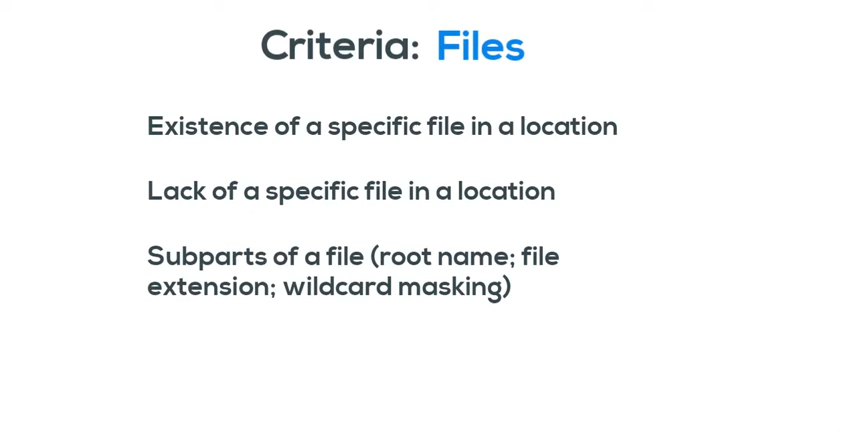 Criteria: Files
Existence of a specific file in a location
Lack of a specific file in a location
Subparts of a file (root name; file
extension; wildcard masking)